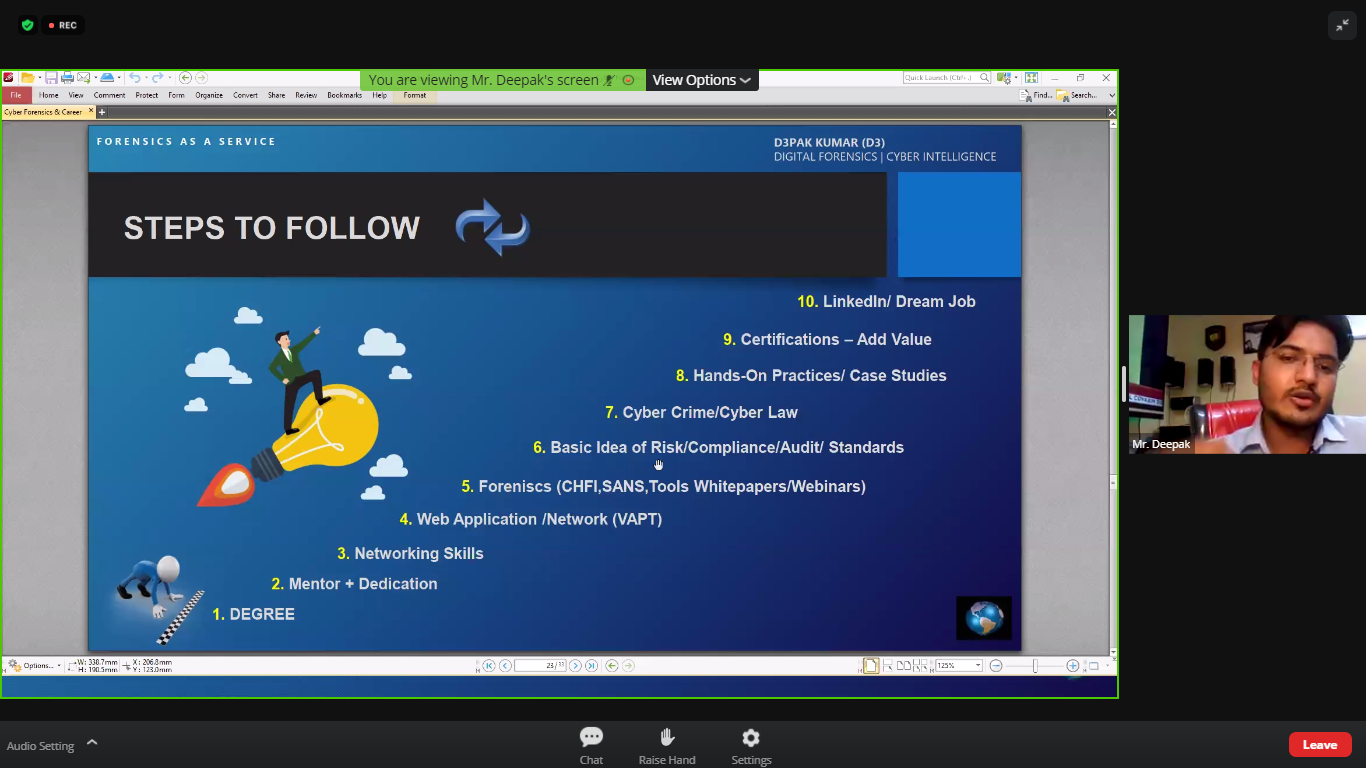 REC
You are viewing Mr. Deepak's screen
View Options
Quick Launch (Ctrl+.)
File Home View Comment Protect Form Organize Convert Share Review Bookmarks Help Format
Find... Search...
Cyber Forensics & Career
FORENSICS AS A SERVICE
D3PAK KUMAR (D3)
DIGITAL FORENSICS | CYBER INTELLIGENCE
STEPS TO FOLLOW
10. LinkedIn/ Dream Job
9. Certifications – Add Value
8. Hands-On Practices/ Case Studies
7. Cyber Crime/Cyber Law
6. Basic Idea of Risk/Compliance/Audit/ Standards
5. Foreniscs (CHFI,SANS,Tools Whitepapers/Webinars)
4. Web Application /Network (VAPT)
3. Networking Skills
2. Mentor + Dedication
1. DEGREE
Mr. Deepak
Options...
W: 338.7mm
H: 190.5mm
X: 206.8mm
Y: 123.0mm
23 / 33
125%
Audio Setting
Chat
Raise Hand
Settings
Leave